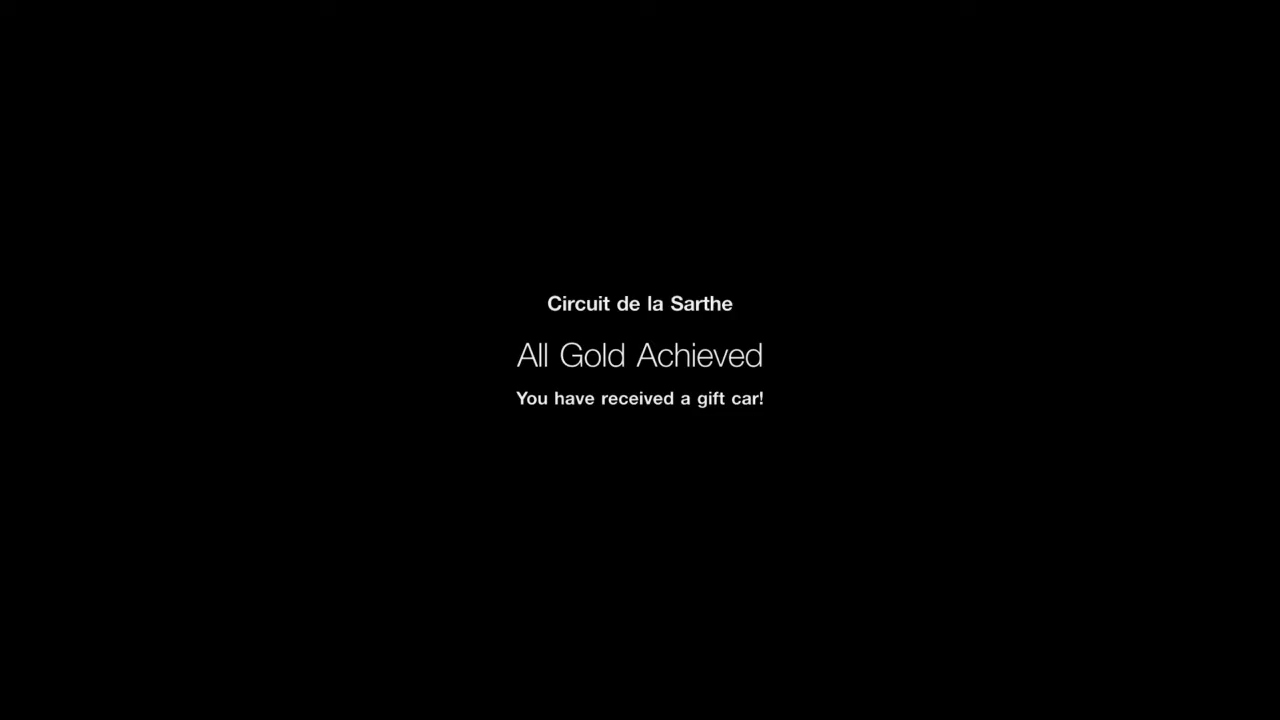 Circuit de la Sarthe
All Gold Achieved
You have received a gift car!